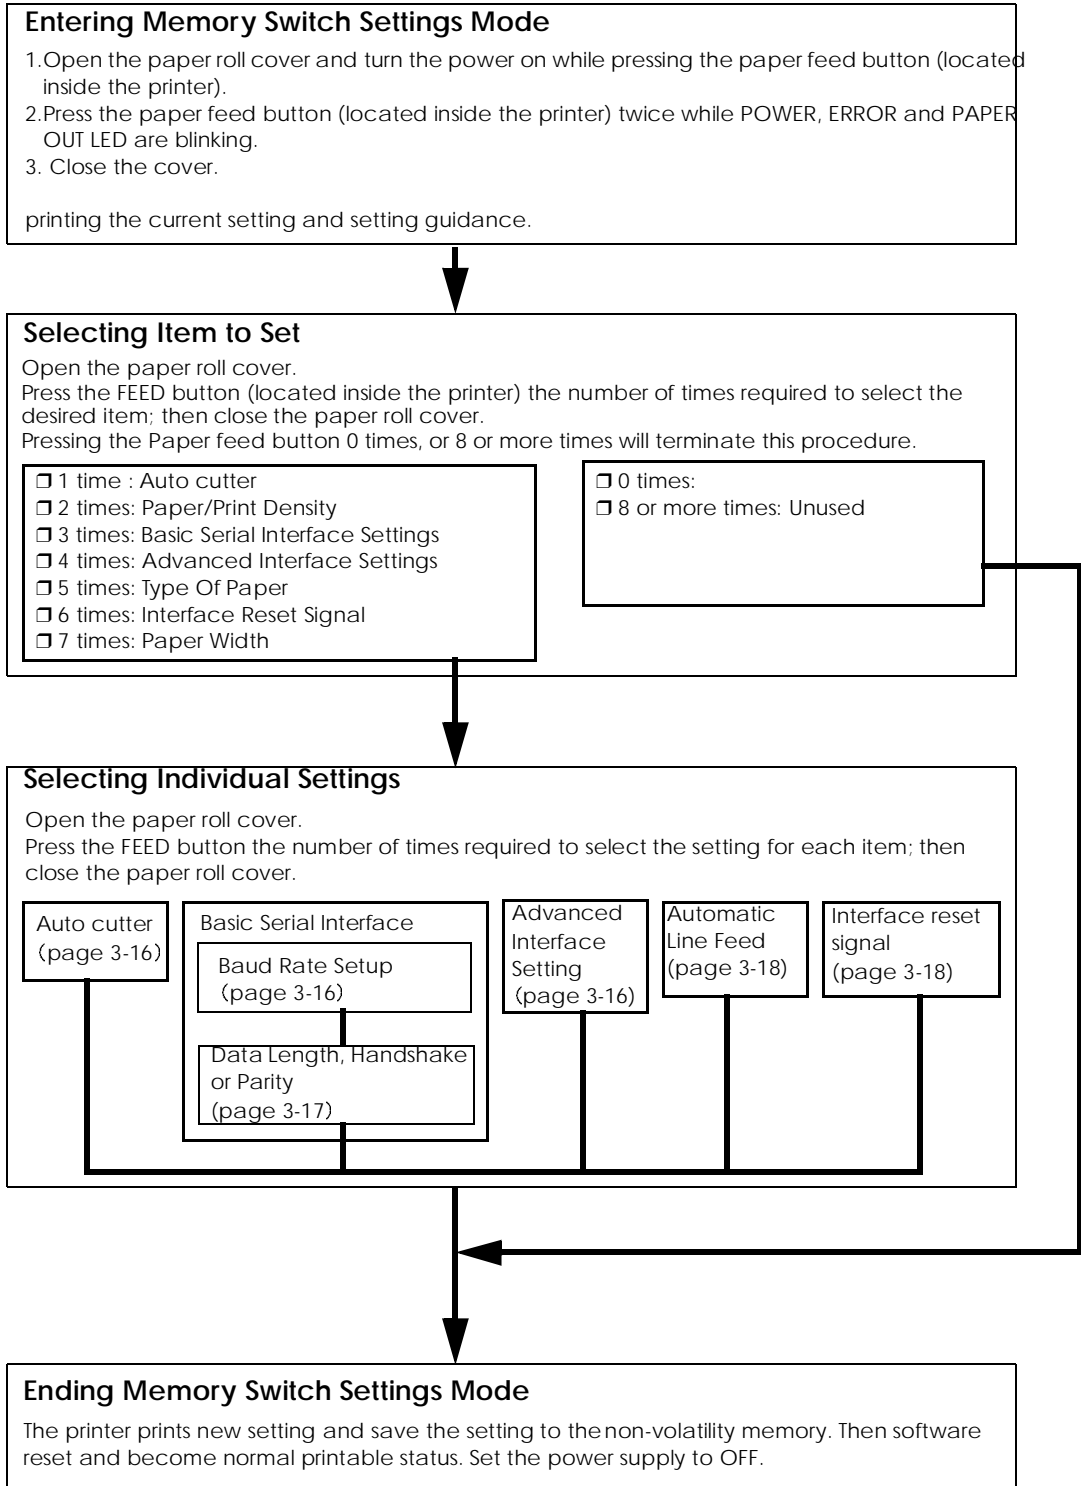 Entering Memory Switch Settings Mode
1.Open the paper roll cover and turn the power on while pressing the paper feed button (located
inside the printer).
2.Press the paper feed button (located inside the printer) twice while POWER, ERROR and PAPER
OUT LED are blinking.
3. Close the cover.
printing the current setting and setting guidance.
Selecting Item to Set
Open the paper roll cover.
Press the FEED button (located inside the printer) the number of times required to select the
desired item; then close the paper roll cover.
Pressing the Paper feed button 0 times, or 8 or more times will terminate this procedure.
❐ 1 time : Auto cutter
❐ 2 times: Paper/Print Density
❐ 3 times: Basic Serial Interface Settings
❐ 4 times: Advanced Interface Settings
❐ 5 times: Type Of Paper
❐ 6 times: Interface Reset Signal
❐ 7 times: Paper Width
❐ 0 times:
❐ 8 or more times: Unused
Selecting Individual Settings
Open the paper roll cover.
Press the FEED button the number of times required to select the setting for each item; then
close the paper roll cover.
Auto cutter
(page 3-16)
Basic Serial Interface
Baud Rate Setup
(page 3-16)
Data Length, Handshake
or Parity
(page 3-17)
Advanced
Interface
Setting
(page 3-16)
Automatic
Line Feed
(page 3-18)
Interface reset
signal
(page 3-18)
Ending Memory Switch Settings Mode
The printer prints new setting and save the setting to the non-volatility memory. Then software
reset and become normal printable status. Set the power supply to OFF.